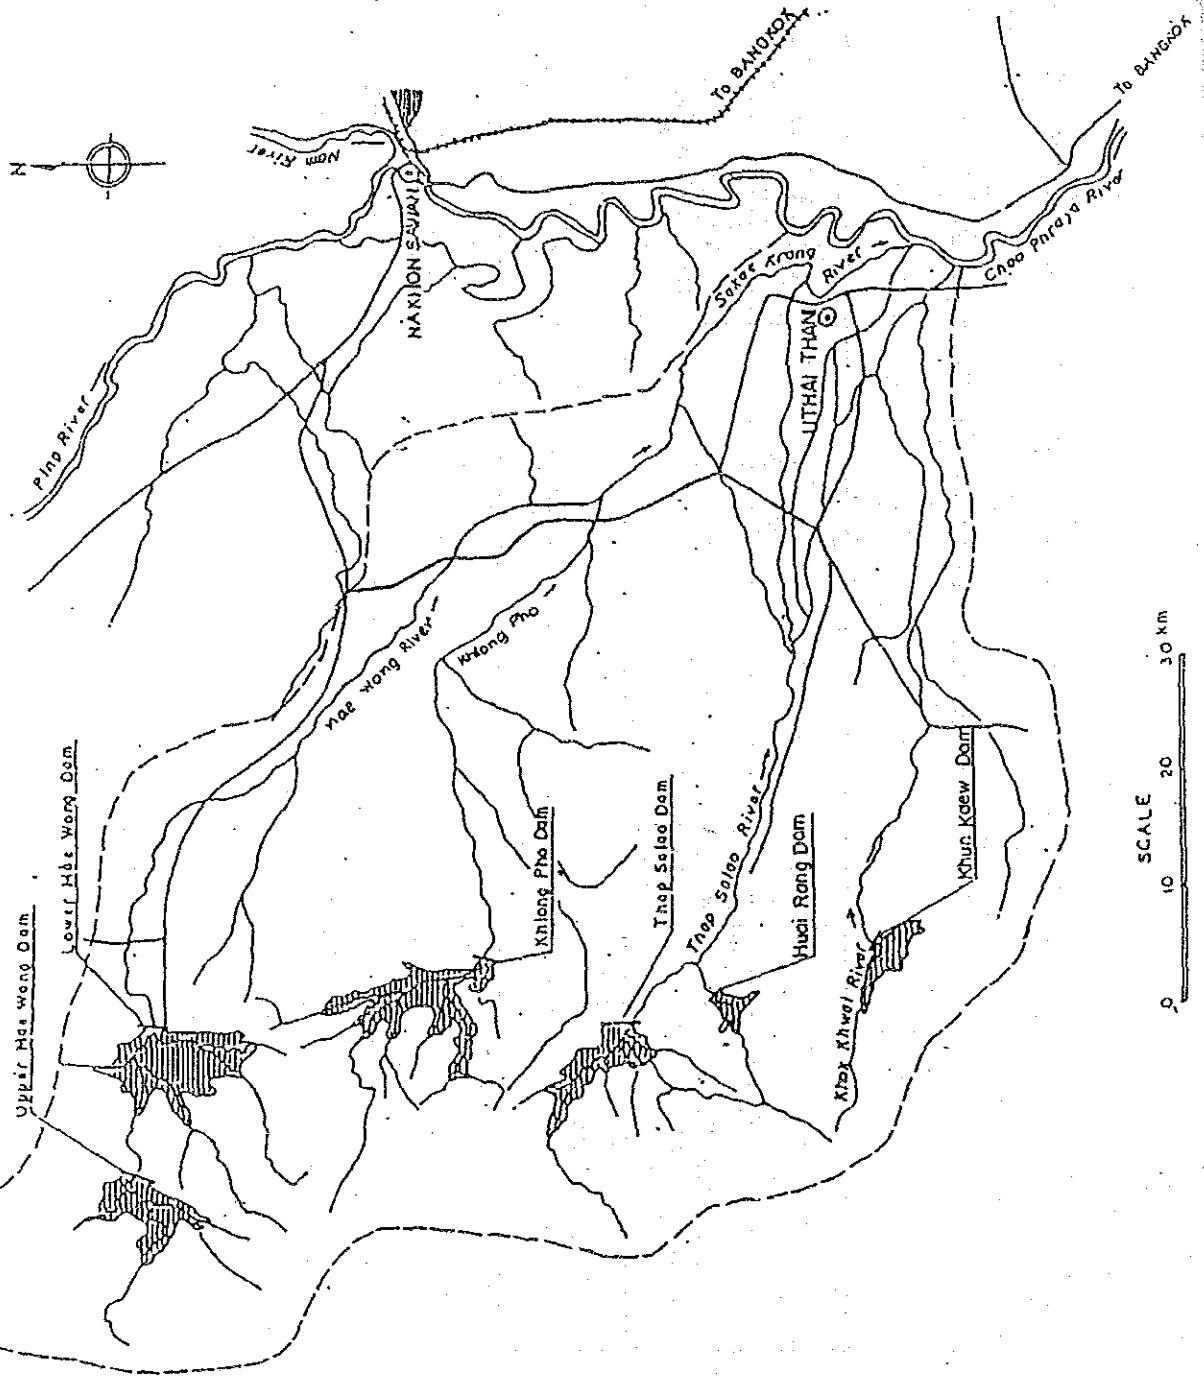 N
Nam River
To BANGKOK
To BANGKOK
NAKHON SAWAN
Ping River
Sakae Krang
River
Chao Phraya River
UTHAI THANI
Mae Wong River
Khlong Pho
Upper Mae Wong Dam
Lower Mae Wong Dam
Khlong Pho Dam
Thap Salao Dam
Thap Salao River
Huai Rang Dam
Khok Khwai River
Khun Kaew Dam
SCALE
0 10 20 30 km